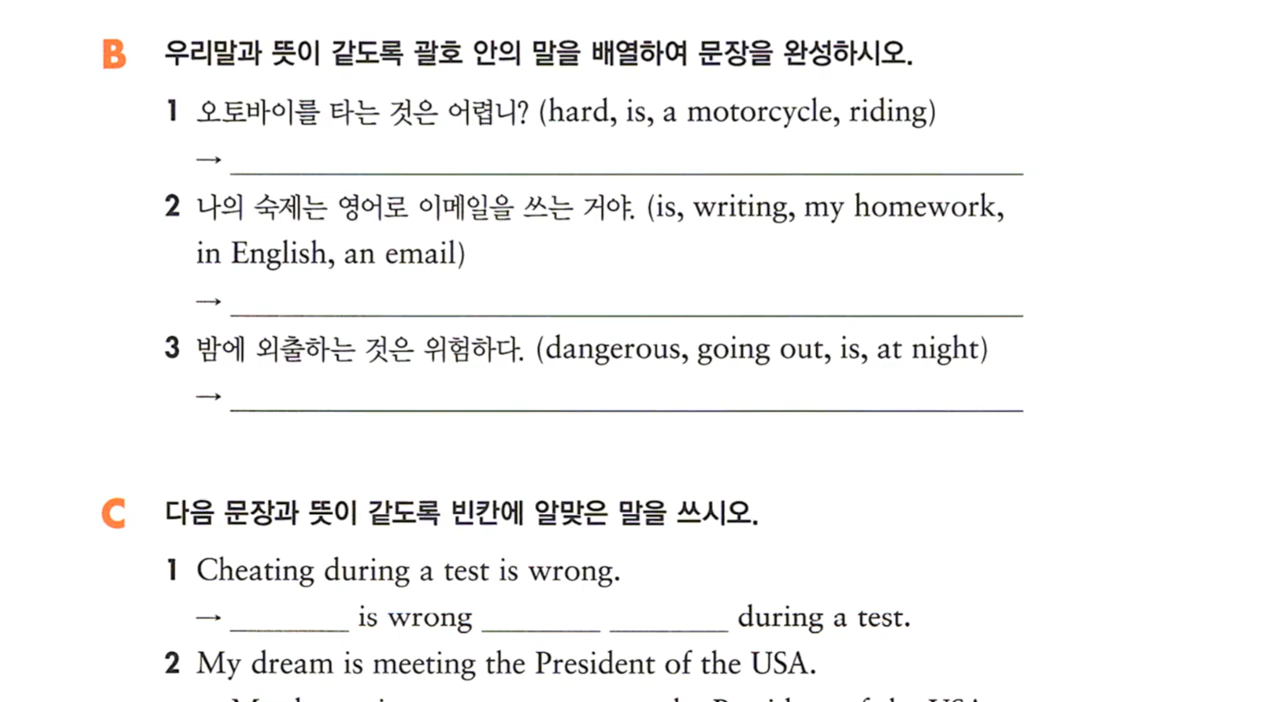 B 우리말과 뜻이 같도록 괄호 안의 말을 배열하여 문장을 완성하시오.
1 오토바이를 타는 것은 어렵니? (hard, is, a motorcycle, riding)
→
2 나의 숙제는 영어로 이메일을 쓰는 거야. (is, writing, my homework,
in English, an email)
→
3 밤에 외출하는 것은 위험하다. (dangerous, going out, is, at night)
→
C 다음 문장과 뜻이 같도록 빈칸에 알맞은 말을 쓰시오.
1 Cheating during a test is wrong.
→ ________ is wrong ________ ________ during a test.
2 My dream is meeting the President of the USA.